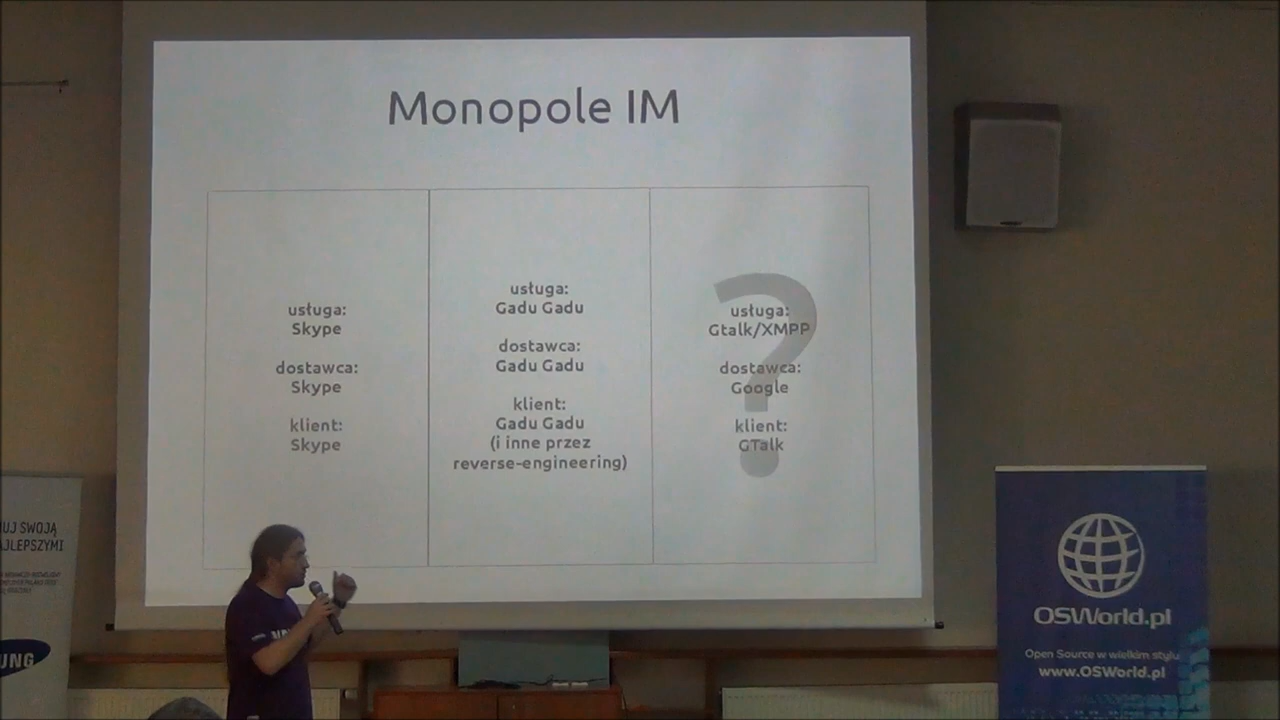 Monopole IM
usługa:
Skype
dostawca:
Skype
klient:
Skype
usługa:
Gadu Gadu
dostawca:
Gadu Gadu
klient:
Gadu Gadu
(i inne przez
reverse-engineering)
usługa:
Gtalk/XMPP
dostawca:
Google
klient:
GTalk
?
UJ SWOJĄ
AJLEPSZYMI
UNG
OSWorld.pl
Open Source w wielkim stylu
www.OSWorld.pl